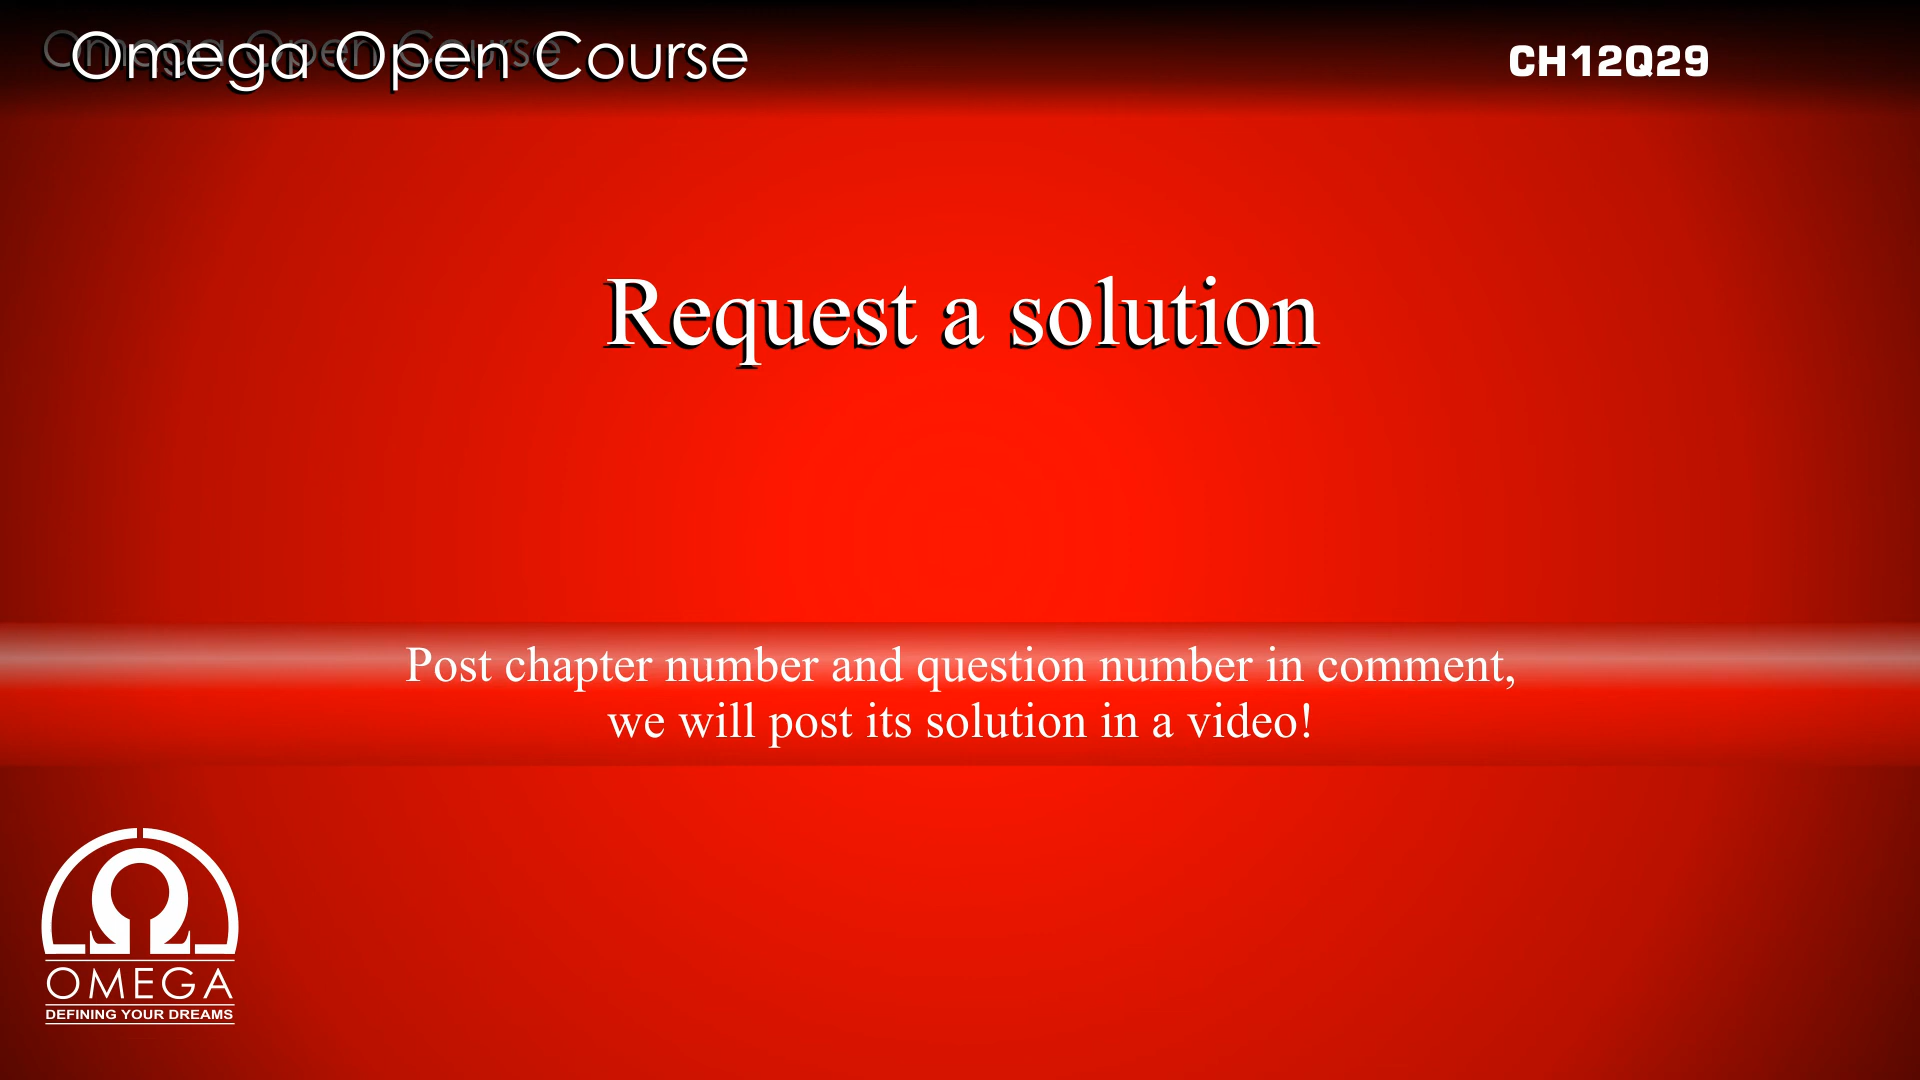 Omega Open Course
CH12Q29
Request a solution
Post chapter number and question number in comment,
we will post its solution in a video!
OMEGA
DEFINING YOUR DREAMS